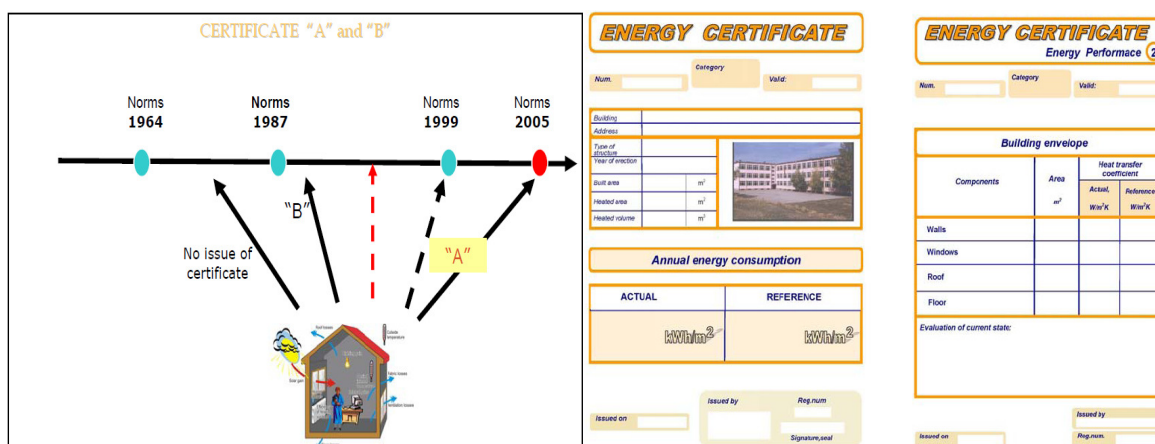 CERTIFICATE "A" and "B"
Norms
1964
Norms
1987
Norms
1999
Norms
2005
"B"
"A"
No issue of
certificate
Solar gain
ENERGY CERTIFICATE
Num.
Category
Valid:
Building
Address
Type of
structure
Year of erection
Built area m²
Heated area m²
Heated volume m²
Annual energy consumption
ACTUAL REFERENCE
kWh/m² kWh/m²
Issued on
Issued by
Reg.num
Signature,seal
ENERGY CERTIFICATE
Energy Performace 2
Num.
Category
Valid:
Building envelope
Components
Area
m²
Heat transfer
coefficient
Actual,
W/m²K
Reference
W/m²K
Walls
Windows
Roof
Floor
Evaluation of current state:
Issued by
Issued on
Reg.num.